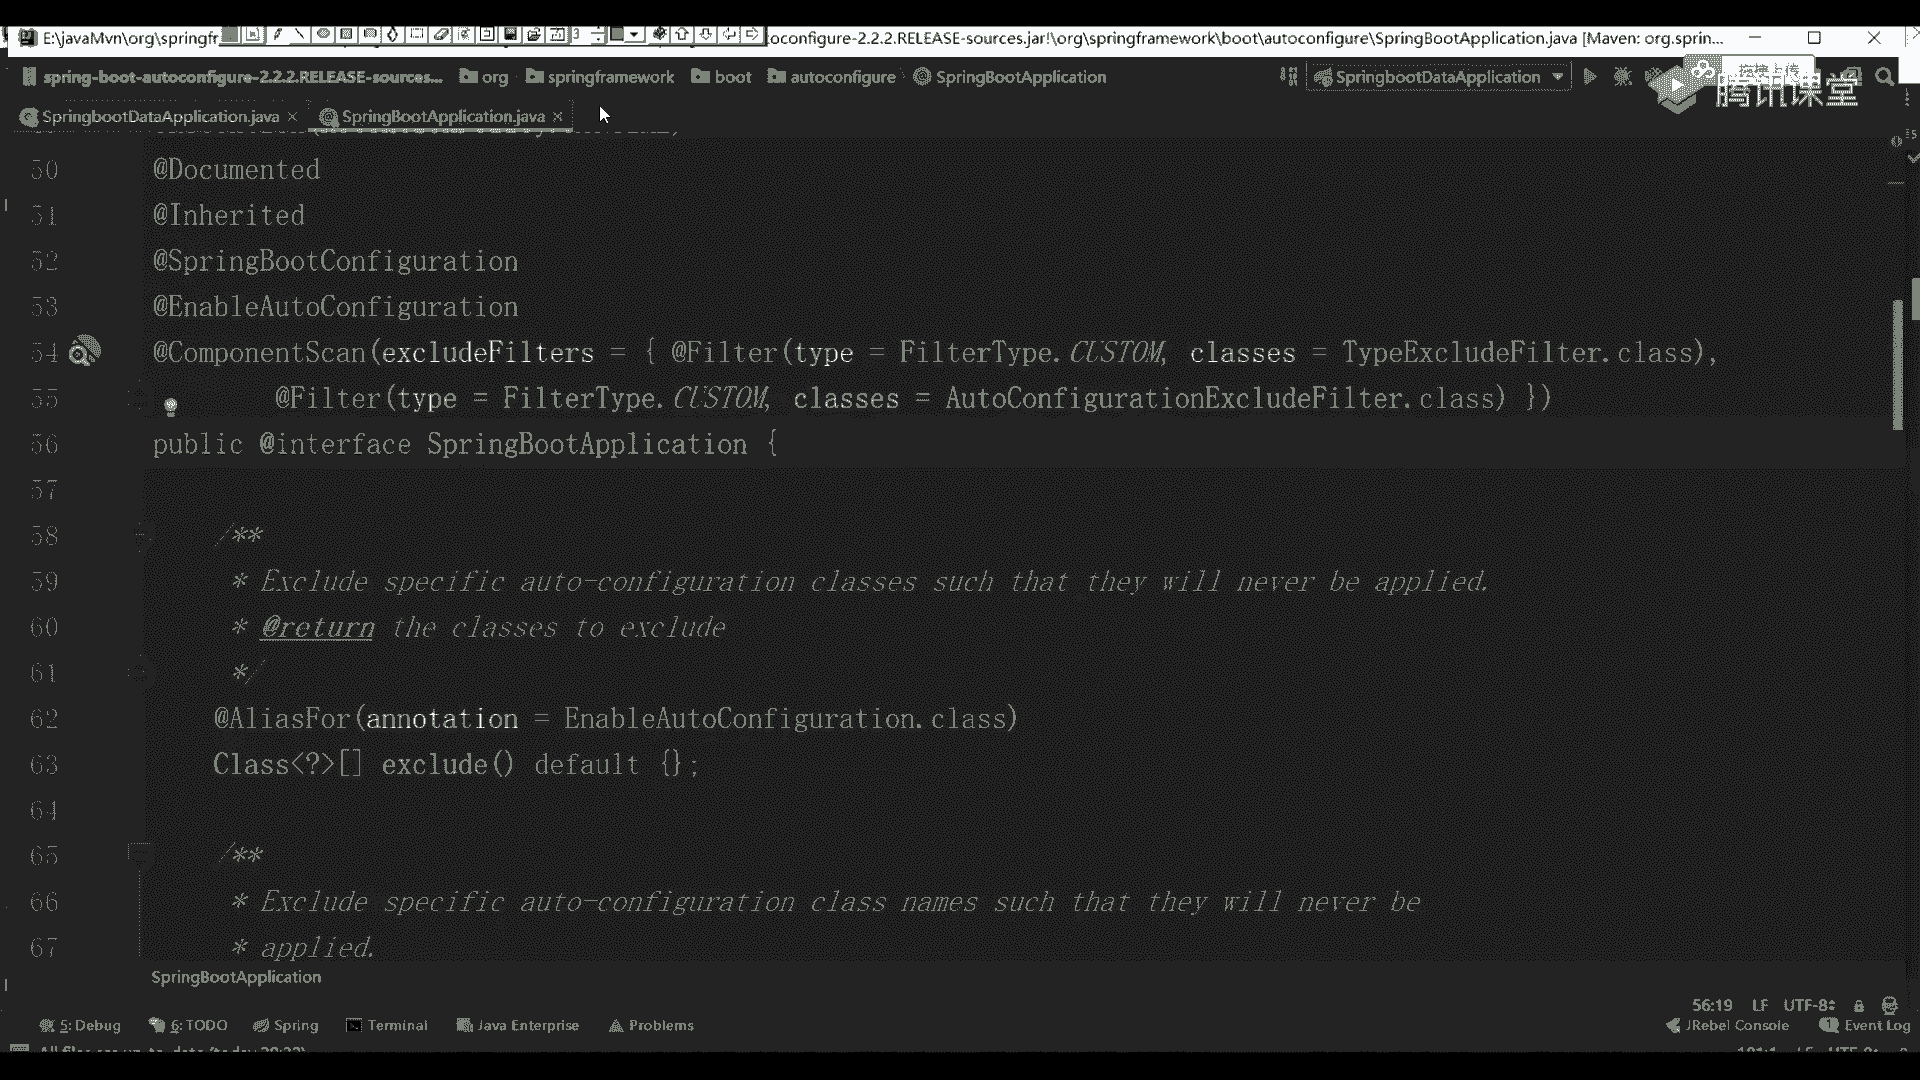 E:\javaMvn\org\springfr
oconfigure-2.2.2.RELEASE-sources.jar!\org\springframework\boot\autoconfigure\SpringBootApplication.java [Maven: org.sprin...
spring-boot-autoconfigure-2.2.2.RELEASE-sources... org springframework boot autoconfigure SpringBootApplication SpringbootDataApplication
腾讯课堂
SpringbootDataApplication.java SpringBootApplication.java
50 @Documented
51 @Inherited
52 @SpringBootConfiguration
53 @EnableAutoConfiguration
54 @ComponentScan(excludeFilters = { @Filter(type = FilterType.CUSTOM, classes = TypeExcludeFilter.class),
55 @Filter(type = FilterType.CUSTOM, classes = AutoConfigurationExcludeFilter.class) })
56 public @interface SpringBootApplication {
57
58 /**
59 * Exclude specific auto-configuration classes such that they will never be applied.
60 * @return the classes to exclude
61 */
62 @AliasFor(annotation = EnableAutoConfiguration.class)
63 Class<?>[] exclude() default {};
64
65 /**
66 * Exclude specific auto-configuration class names such that they will never be
67 * applied.
SpringBootApplication
56:19 LF UTF-8
5: Debug 6: TODO Spring Terminal Java Enterprise Problems JRebel Console 1 Event Log